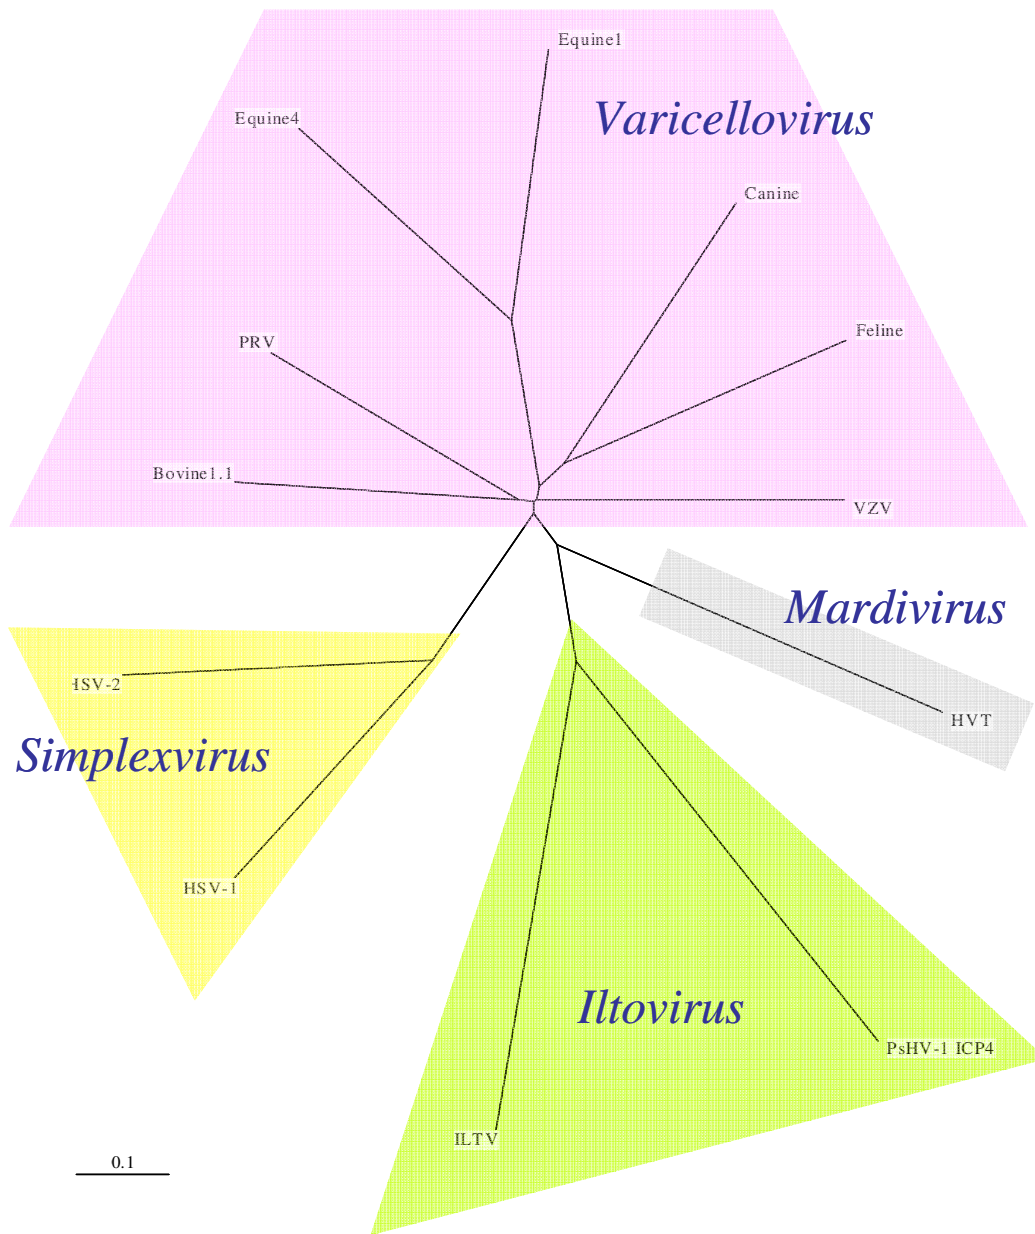 Equine1
Varicellovirus
Equine4
Canine
Feline
PRV
Bovine1.1
VZV
Mardivirus
HSV-2
HVT
Simplexvirus
HSV-1
Iltovirus
PsHV-1 ICP4
ILTV
0.1